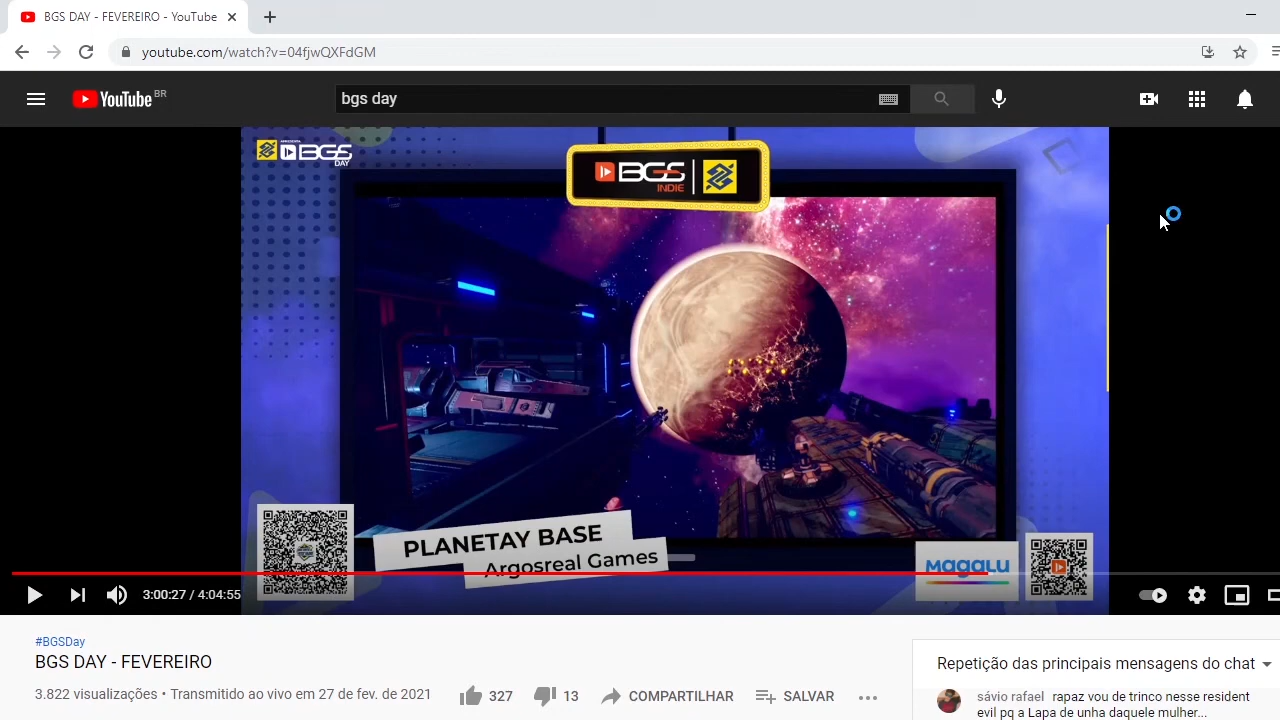 BGS DAY - FEVEREIRO - YouTube
youtube.com/watch?v=04fjwQXFdGM
YouTube BR
bgs day
BGS
DAY
BGS
INDIE
PLANETAY BASE
Argosreal Games
Magalu
3:00:27 / 4:04:55
#BGSDay
BGS DAY - FEVEREIRO
3.822 visualizações • Transmitido ao vivo em 27 de fev. de 2021
327
13
COMPARTILHAR
SALVAR
Repetição das principais mensagens do chat
sávio rafael rapaz vou de trinco nesse resident
evil pq a Lapa de unha daquele mulher...